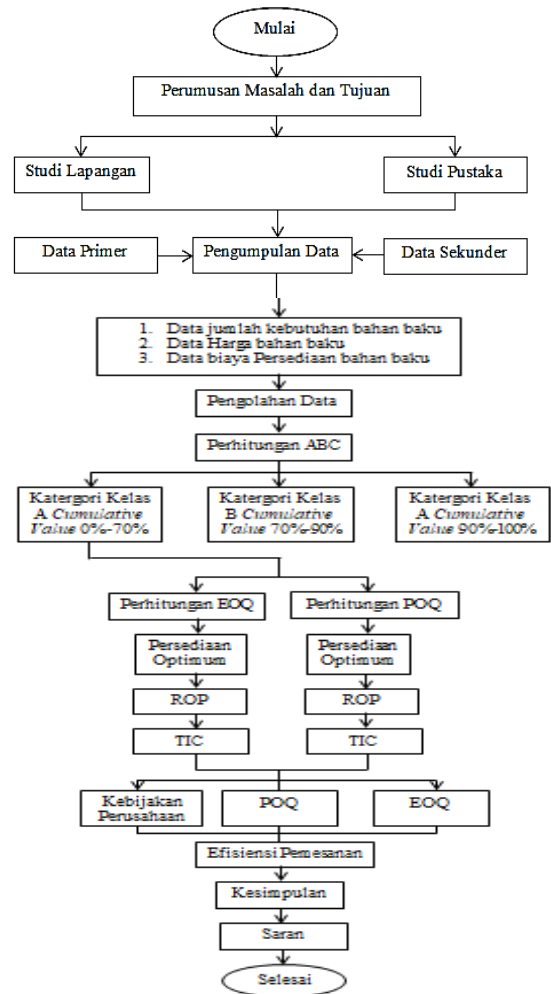 Mulai
Perumusan Masalah dan Tujuan
Studi Lapangan
Studi Pustaka
Data Primer
Pengumpulan Data
Data Sekunder
1. Data jumlah kebutuhan bahan baku
2. Data Harga bahan baku
3. Data biaya Persediaan bahan baku
Pengolahan Data
Perhitungan ABC
Katergori Kelas
A Cumulative
Value 0%-70%
Katergori Kelas
B Cumulative
Value 70%-90%
Katergori Kelas
A Cumulative
Value 90%-100%
Perhitungan EOQ
Perhitungan POQ
Persediaan
Optimum
Persediaan
Optimum
ROP
ROP
TIC
TIC
Kebijakan
Perusahaan
POQ
EOQ
Efisiensi Pemesanan
Kesimpulan
Saran
Selesai